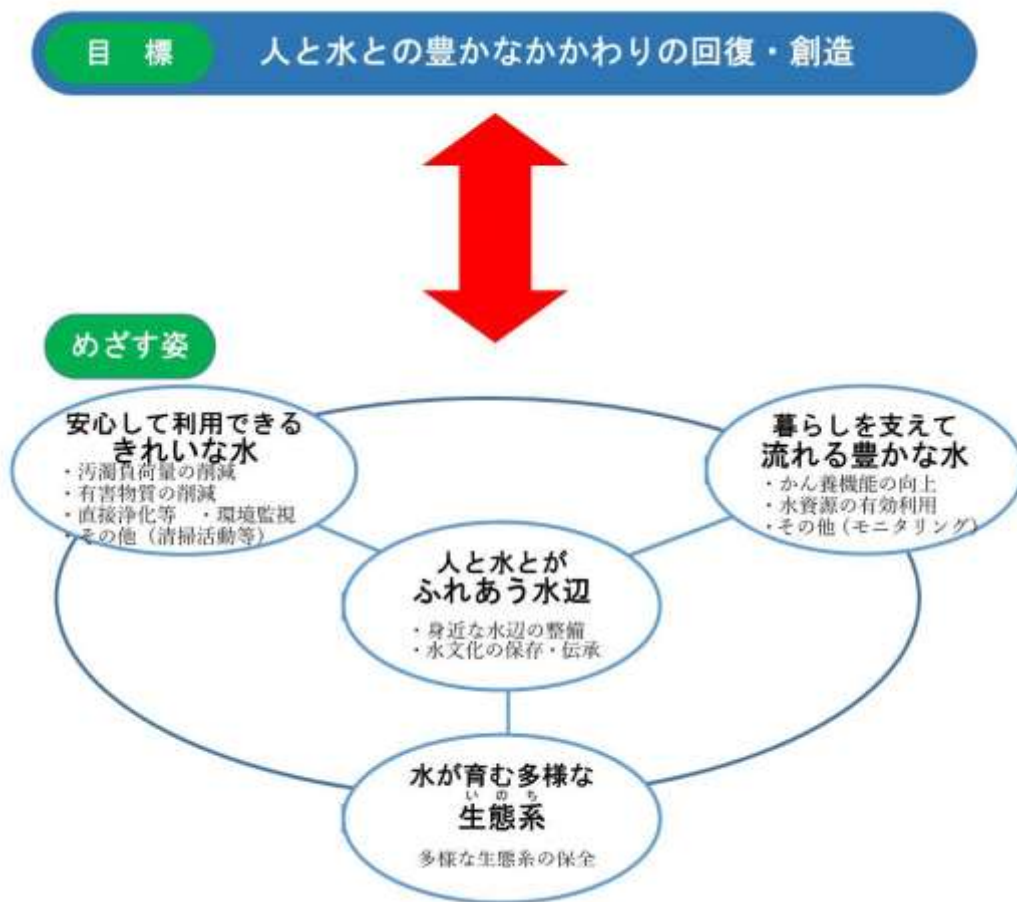 目 標 人と水との豊かなかかわりの回復・創造
めざす姿
安心して利用できる
きれいな水
・汚濁負荷量の削減
・有害物質の削減
・直接浄化等 ・環境監視
・その他（清掃活動等）
暮らしを支えて
流れる豊かな水
・かん養機能の向上
・水資源の有効利用
・その他（モニタリング）
人と水とが
ふれあう水辺
・身近な水辺の整備
・水文化の保存・伝承
水が育む多様な
いのち
生態系
多様な生態系の保全